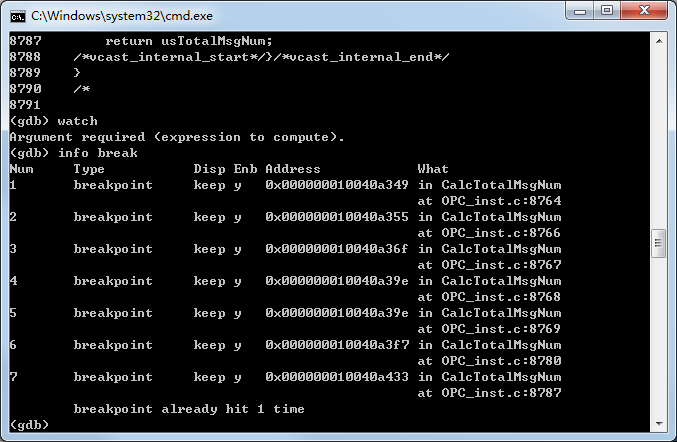 C:\Windows\system32\cmd.exe
8787        return usTotalMsgNum;
8788    /*vcast_internal_start*/}/*vcast_internal_end*/
8789    }
8790    /*
8791
(gdb) watch
Argument required (expression to compute).
(gdb) info break
Num     Type           Disp Enb Address            What
1       breakpoint     keep y   0x000000010040a349 in CalcTotalMsgNum
                                                   at OPC_inst.c:8764
2       breakpoint     keep y   0x000000010040a355 in CalcTotalMsgNum
                                                   at OPC_inst.c:8766
3       breakpoint     keep y   0x000000010040a36f in CalcTotalMsgNum
                                                   at OPC_inst.c:8767
4       breakpoint     keep y   0x000000010040a39e in CalcTotalMsgNum
                                                   at OPC_inst.c:8768
5       breakpoint     keep y   0x000000010040a39e in CalcTotalMsgNum
                                                   at OPC_inst.c:8769
6       breakpoint     keep y   0x000000010040a3f7 in CalcTotalMsgNum
                                                   at OPC_inst.c:8780
7       breakpoint     keep y   0x000000010040a433 in CalcTotalMsgNum
                                                   at OPC_inst.c:8787
        breakpoint already hit 1 time
(gdb)